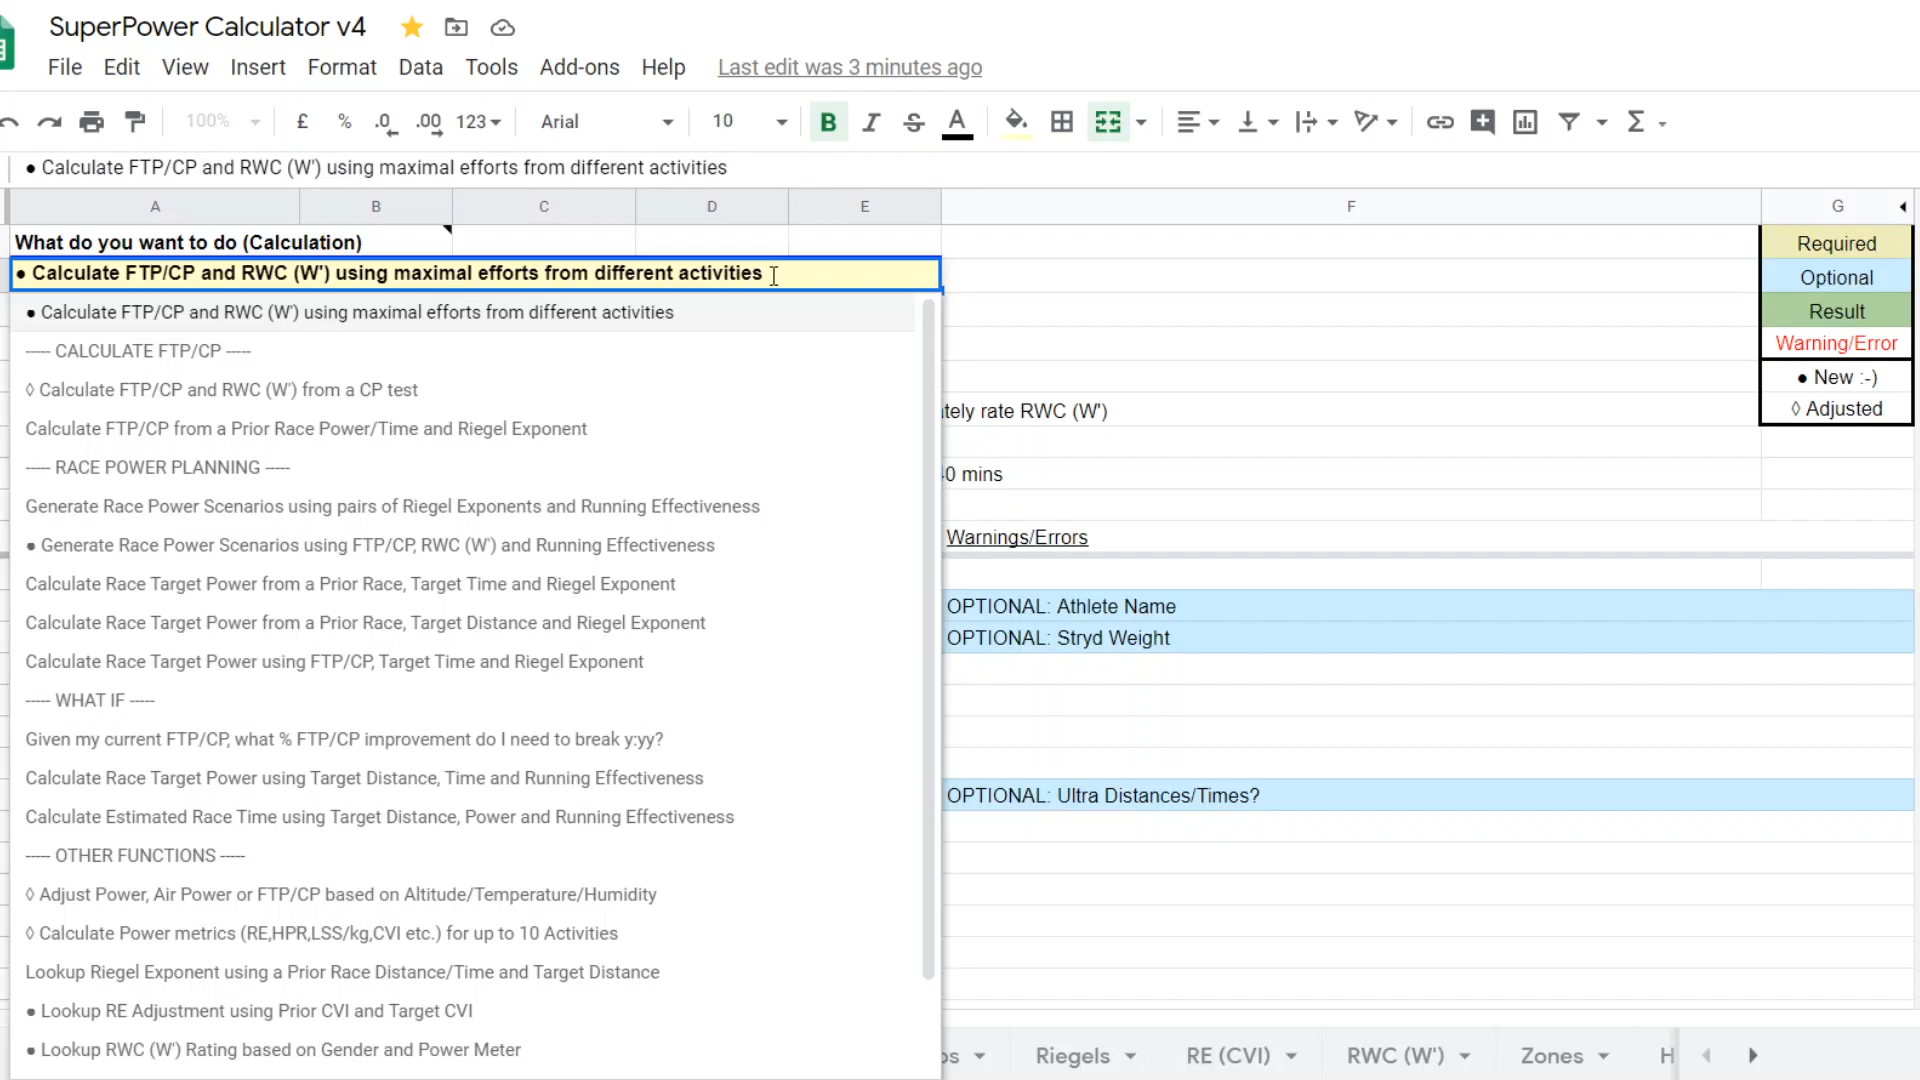 SuperPower Calculator v4
File Edit View Insert Format Data Tools Add-ons Help Last edit was 3 minutes ago
100% £ % .0 .00 123 Arial 10 B I S A Σ
● Calculate FTP/CP and RWC (W') using maximal efforts from different activities
A B C D E F G
What do you want to do (Calculation) Required
● Calculate FTP/CP and RWC (W') using maximal efforts from different activities Optional
● Calculate FTP/CP and RWC (W') using maximal efforts from different activities Result
----- CALCULATE FTP/CP ----- Warning/Error
◊ Calculate FTP/CP and RWC (W') from a CP test ● New :-)
tely rate RWC (W') ◊ Adjusted
Calculate FTP/CP from a Prior Race Power/Time and Riegel Exponent
----- RACE POWER PLANNING ----- 0 mins
Generate Race Power Scenarios using pairs of Riegel Exponents and Running Effectiveness
● Generate Race Power Scenarios using FTP/CP, RWC (W') and Running Effectiveness Warnings/Errors
Calculate Race Target Power from a Prior Race, Target Time and Riegel Exponent
OPTIONAL: Athlete Name
Calculate Race Target Power from a Prior Race, Target Distance and Riegel Exponent
OPTIONAL: Stryd Weight
Calculate Race Target Power using FTP/CP, Target Time and Riegel Exponent
----- WHAT IF -----
Given my current FTP/CP, what % FTP/CP improvement do I need to break y:yy?
Calculate Race Target Power using Target Distance, Time and Running Effectiveness
OPTIONAL: Ultra Distances/Times?
Calculate Estimated Race Time using Target Distance, Power and Running Effectiveness
----- OTHER FUNCTIONS -----
◊ Adjust Power, Air Power or FTP/CP based on Altitude/Temperature/Humidity
◊ Calculate Power metrics (RE,HPR,LSS/kg,CVI etc.) for up to 10 Activities
Lookup Riegel Exponent using a Prior Race Distance/Time and Target Distance
● Lookup RE Adjustment using Prior CVI and Target CVI
● Lookup RWC (W') Rating based on Gender and Power Meter
Riegels RE (CVI) RWC (W') Zones H